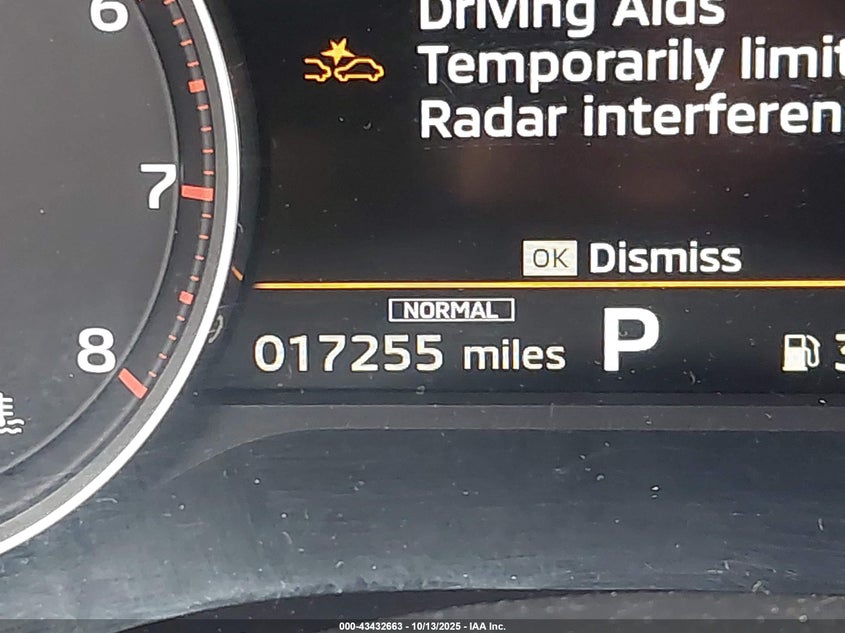 6
Driving Aids
Temporarily limit
Radar interferen
7
OK Dismiss
NORMAL
8
017255 miles P
000-43432663 - 10/13/2025 - IAA Inc.